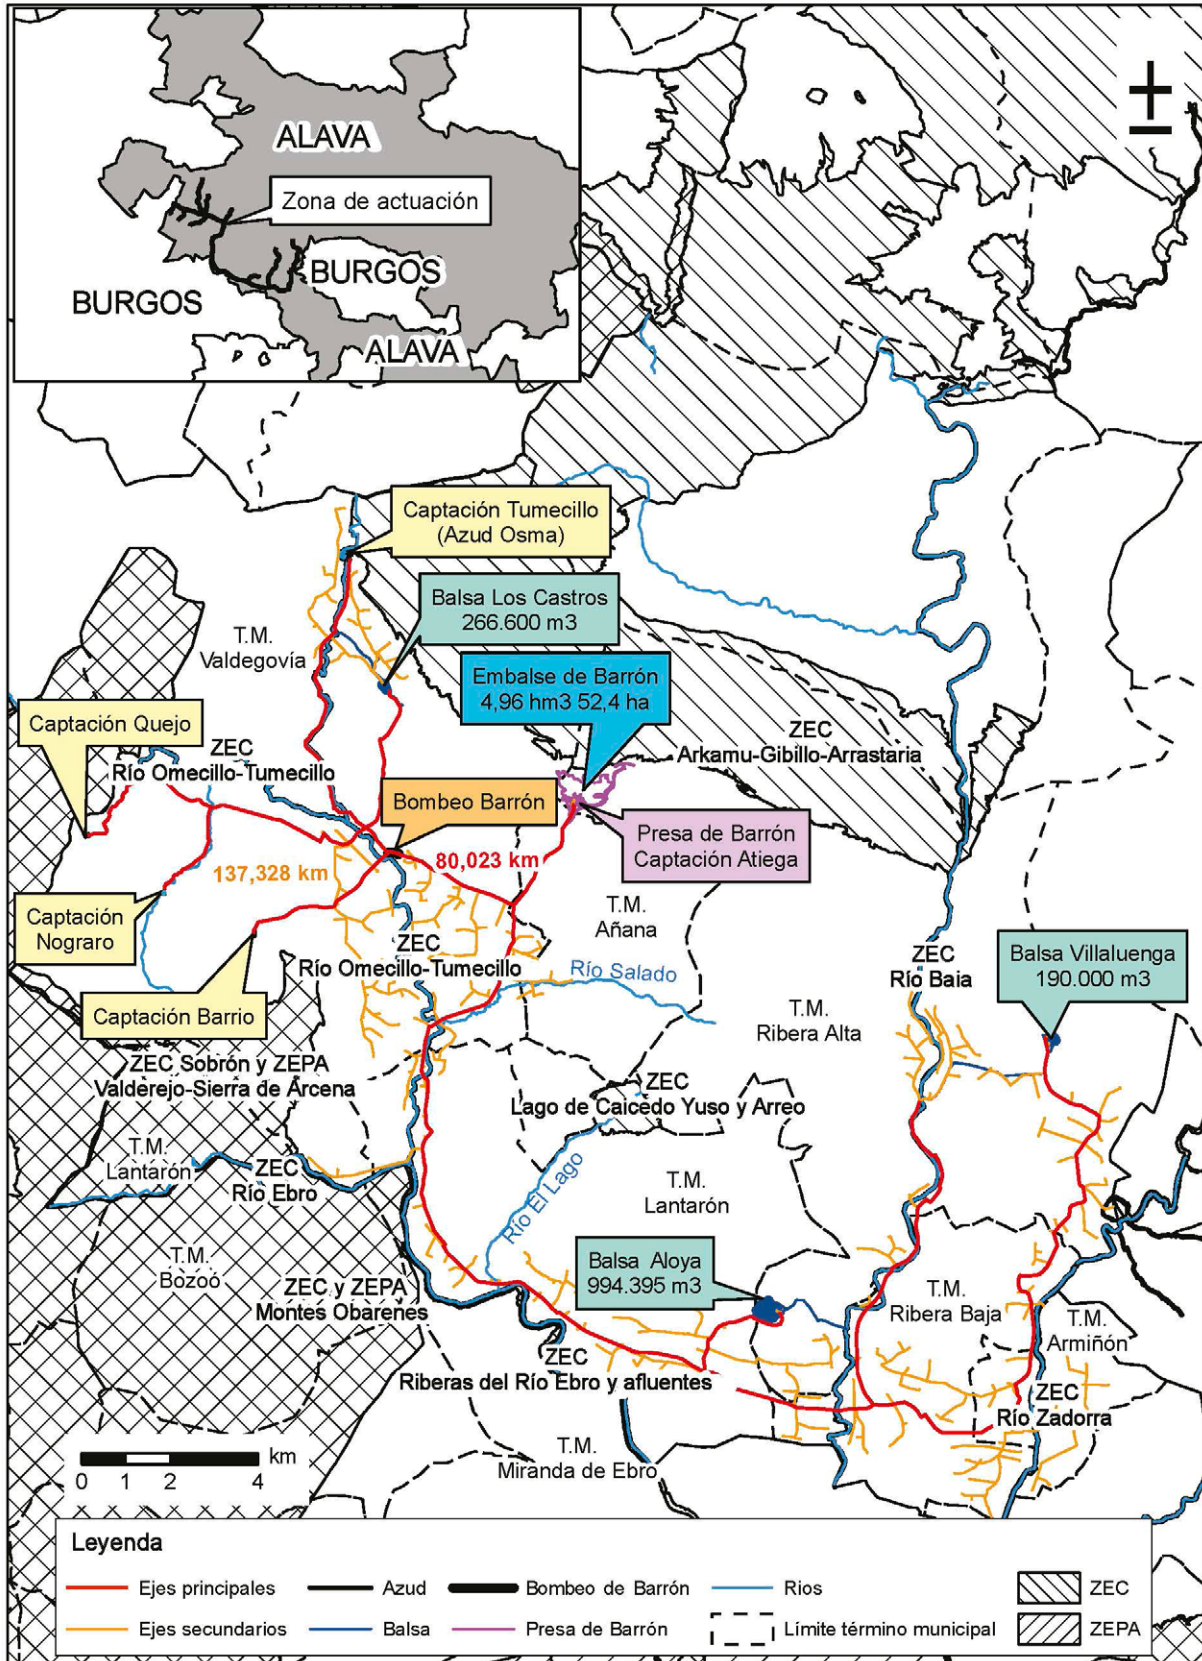 ALAVA
Zona de actuación
BURGOS
BURGOS
ALAVA
Captación Tumecillo
(Azud Osma)
Balsa Los Castros
266.600 m3
T.M.
Valdegovía
Embalse de Barrón
4,96 hm3 52,4 ha
Captación Quejo
ZEC
Río Omecillo-Tumecillo
ZEC
Arkamu-Gibillo-Arrastaria
Bombeo Barrón
Presa de Barrón
Captación Atiega
80,023 km
137,328 km
Captación
Nograro
T.M.
Añana
ZEC
Río Omecillo-Tumecillo
Río Salado
ZEC
Río Baia
Balsa Villaluenga
190.000 m3
Captación Barrio
T.M.
Ribera Alta
ZEC Sobrón y ZEPA
Valderejo-Sierra de Arcena
ZEC
Lago de Caicedo Yuso y Arreo
T.M.
Lantarón
ZEC
Río Ebro
Río El Lago
T.M.
Lantarón
T.M.
Bozoó
ZEC y ZEPA
Montes Obarenes
Balsa Aloya
994.395 m3
T.M.
Ribera Baja
T.M.
Armiñón
ZEC
Riberas del Río Ebro y afluentes
ZEC
Río Zadorra
T.M.
Miranda de Ebro
km
0 1 2 4
Leyenda
Ejes principales
Azud
Bombeo de Barrón
Rios
ZEC
Ejes secundarios
Balsa
Presa de Barrón
Límite término municipal
ZEPA